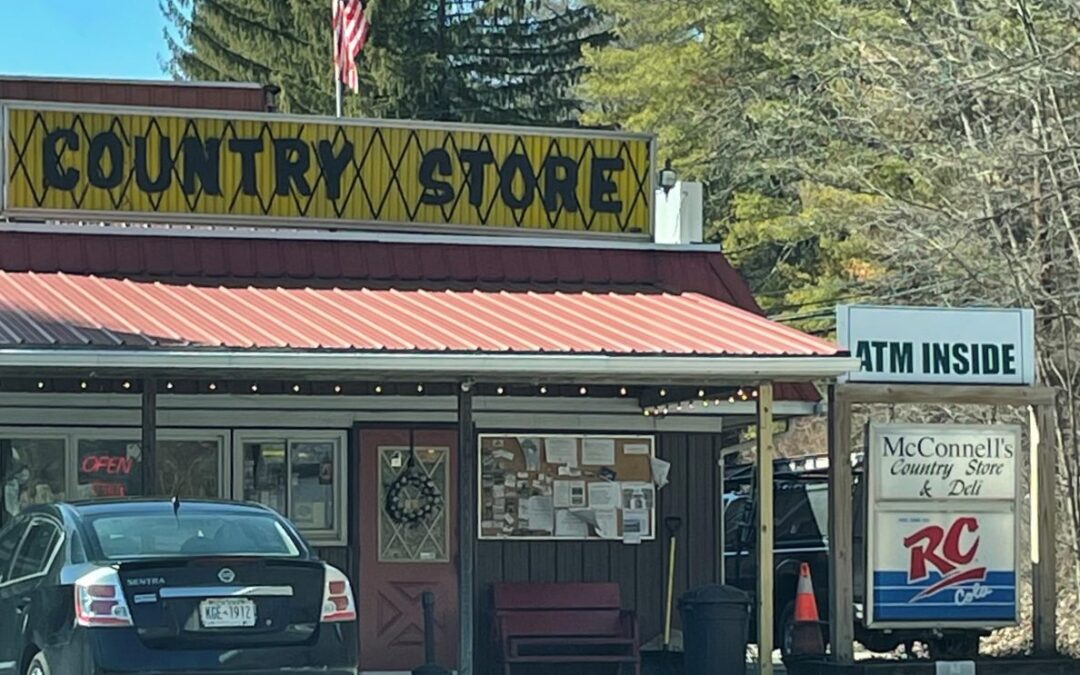 COUNTRY STORE
ATM INSIDE
McCONNELL'S
Country Store
& Deli
RC
Cola
OPEN
SENTRA
KGE-1912